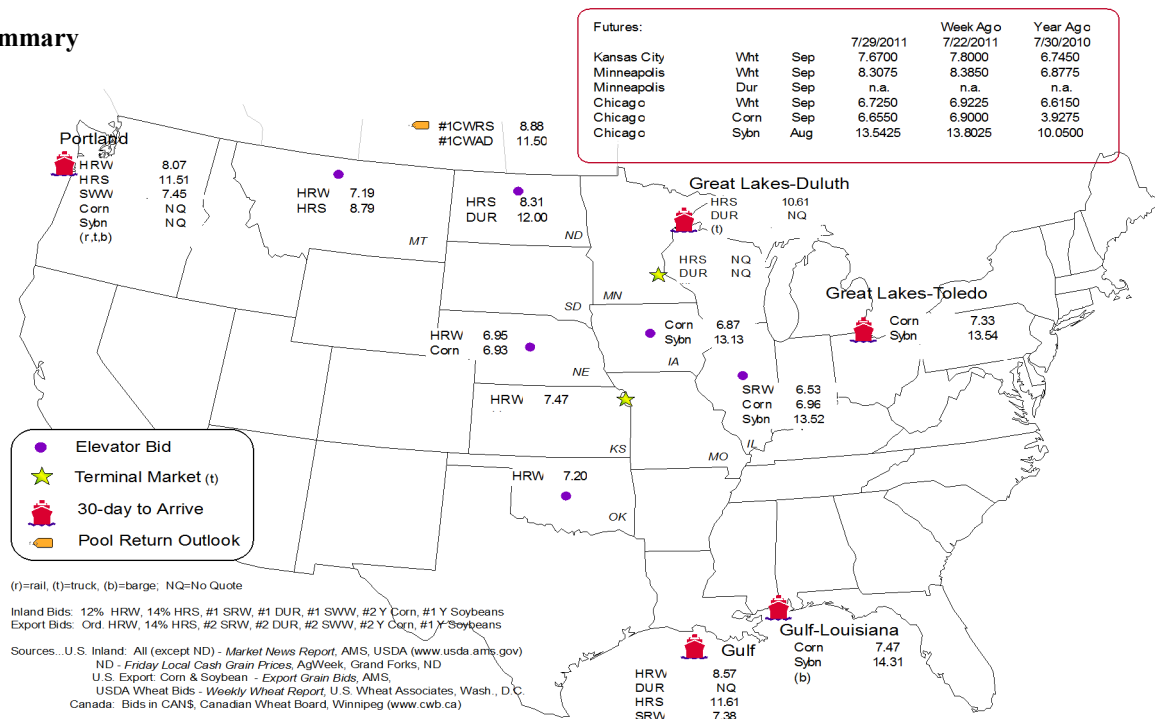 mmary
Futures: Week Ago Year Ago
7/29/2011 7/22/2011 7/30/2010
Kansas City Wht Sep 7.6700 7.8000 6.7450
Minneapolis Wht Sep 8.3075 8.3850 6.8775
Minneapolis Dur Sep n.a. n.a. n.a.
Chicago Wht Sep 6.7250 6.9225 6.6150
Chicago Corn Sep 6.6550 6.9000 3.9275
Chicago Sybn Aug 13.5425 13.8025 10.0500
#1CWRS 8.88
#1CWAD 11.50
Portland
HRW 8.07
HRS 11.51
SWW 7.45
Corn NQ
Sybn NQ
(r,t,b)
HRW 7.19
HRS 8.79
MT
HRS 8.31
DUR 12.00
ND
Great Lakes-Duluth
HRS 10.61
DUR NQ
(t)
HRS NQ
DUR NQ
MN
SD
Great Lakes-Toledo
Corn 7.33
Sybn 13.54
HRW 6.95
Corn 6.93
NE
Corn 6.87
Sybn 13.13
IA
SRW 6.53
Corn 6.96
Sybn 13.52
IL
HRW 7.47
KS
MO
HRW 7.20
OK
Elevator Bid
Terminal Market (t)
30-day to Arrive
Pool Return Outlook
(r)=rail, (t)=truck, (b)=barge; NQ=No Quote
Inland Bids: 12% HRW, 14% HRS, #1 SRW, #1 DUR, #1 SWW, #2 Y Corn, #1 Y Soybeans
Export Bids: Ord. HRW, 14% HRS, #2 SRW, #2 DUR, #2 SWW, #2 Y Corn, #1 Y Soybeans
Sources...U.S. Inland: All (except ND) - Market News Report, AMS, USDA (www.usda.ams.gov)
ND - Friday Local Cash Grain Prices, AgWeek, Grand Forks, ND
U.S. Export: Corn & Soybean - Export Grain Bids, AMS,
USDA Wheat Bids - Weekly Wheat Report, U.S. Wheat Associates, Wash., D.C.
Canada: Bids in CAN$, Canadian Wheat Board, Winnipeg (www.cwb.ca)
Gulf-Louisiana
Corn 7.47
Sybn 14.31
(b)
Gulf
HRW 8.57
DUR NQ
HRS 11.61
SRW 7.38